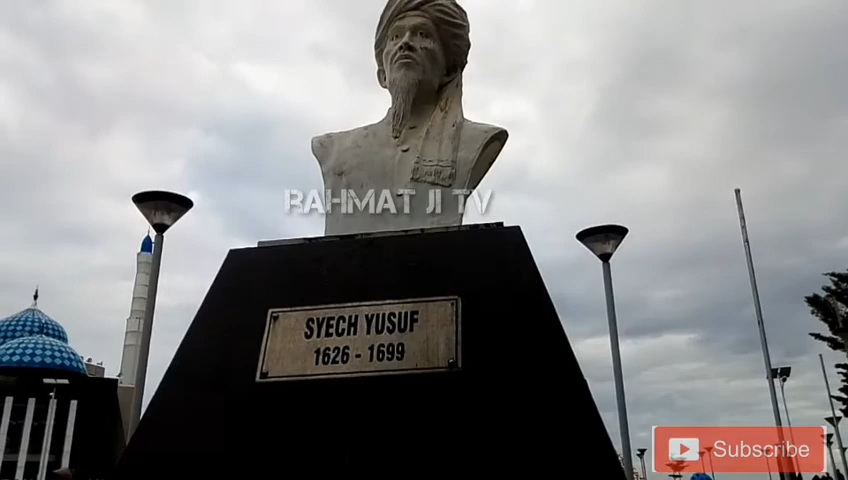 RAHMAT JI TV
SYECH YUSUF
1626 - 1699
Subscribe